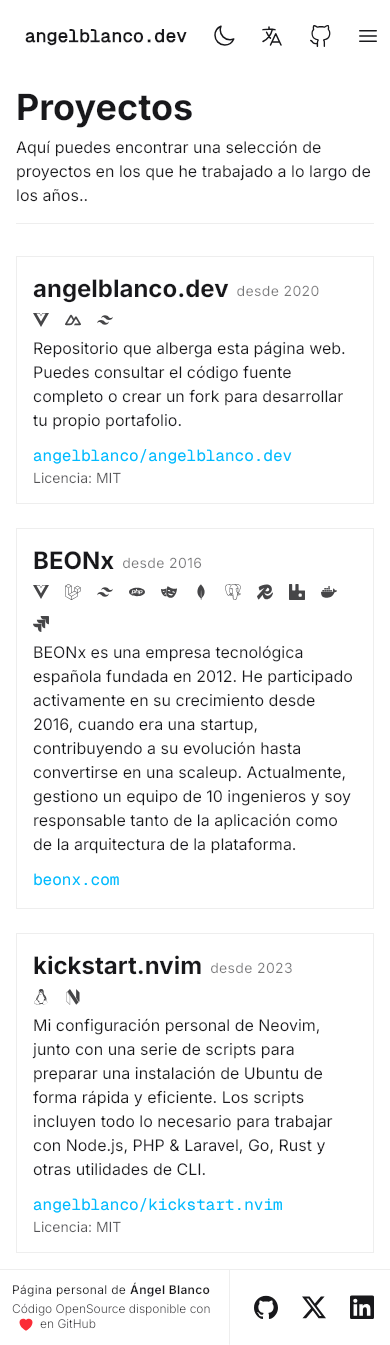 angelblanco.dev
Proyectos
Aquí puedes encontrar una selección de
proyectos en los que he trabajado a lo largo de
los años..
angelblanco.dev desde 2020
Repositorio que alberga esta página web.
Puedes consultar el código fuente
completo o crear un fork para desarrollar
tu propio portafolio.
angelblanco/angelblanco.dev
Licencia: MIT
BEONx desde 2016
php
BEONx es una empresa tecnológica
española fundada en 2012. He participado
activamente en su crecimiento desde
2016, cuando era una startup,
contribuyendo a su evolución hasta
convertirse en una scaleup. Actualmente,
gestiono un equipo de 10 ingenieros y soy
responsable tanto de la aplicación como
de la arquitectura de la plataforma.
beonx.com
kickstart.nvim desde 2023
Mi configuración personal de Neovim,
junto con una serie de scripts para
preparar una instalación de Ubuntu de
forma rápida y eficiente. Los scripts
incluyen todo lo necesario para trabajar
con Node.js, PHP & Laravel, Go, Rust y
otras utilidades de CLI.
angelblanco/kickstart.nvim
Licencia: MIT
Página personal de Ángel Blanco
Código OpenSource disponible con
en GitHub